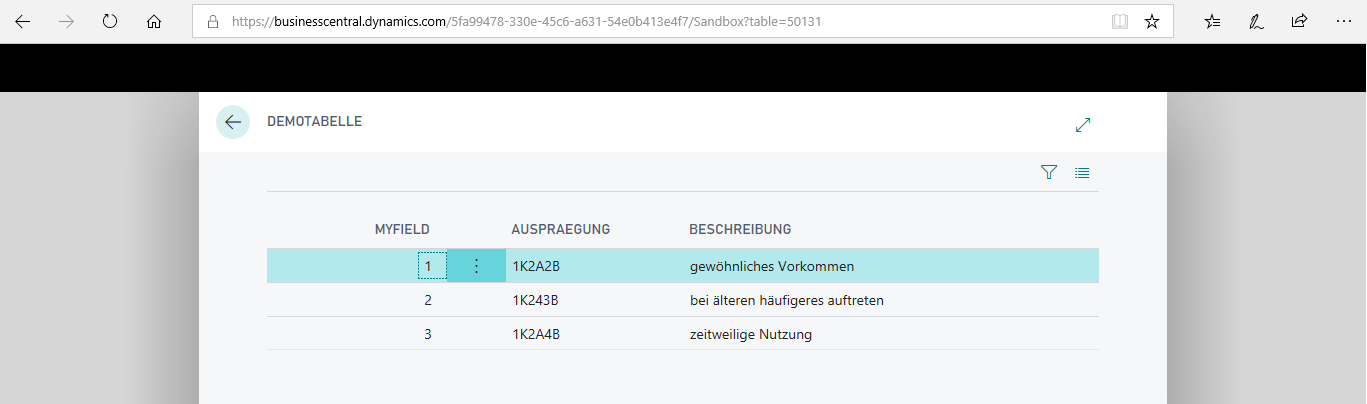 https://businesscentral.dynamics.com/5fa99478-330e-45c6-a631-54e0b413e4f7/Sandbox?table=50131
DEMOTABELLE
MYFIELD AUSPRAEGUNG BESCHREIBUNG
1 1K2A2B gewöhnliches Vorkommen
2 1K243B bei älteren häufigeres auftreten
3 1K2A4B zeitweilige Nutzung